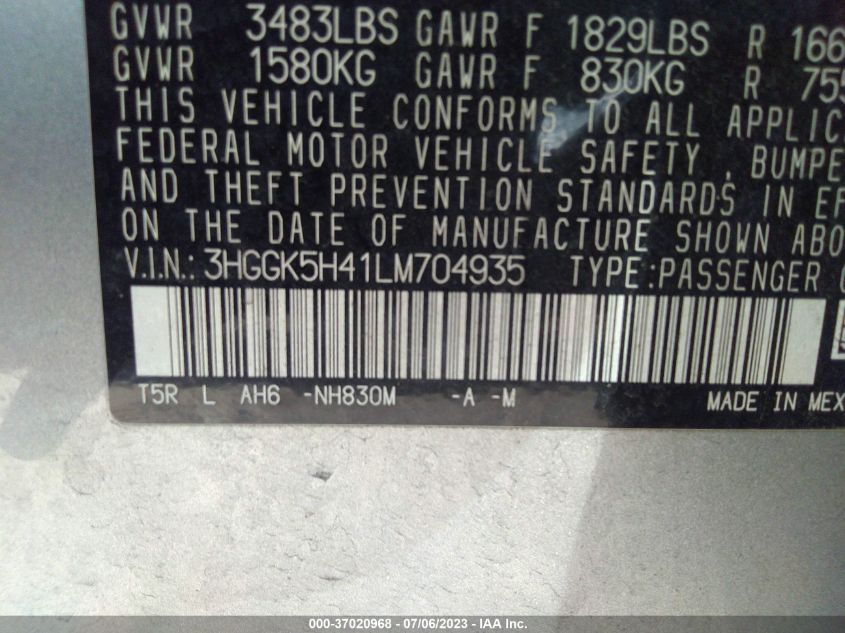 GVWR 3483LBS GAWR F 1829LBS R 166
GVWR 1580KG GAWR F 830KG R 755
THIS VEHICLE CONFORMS TO ALL APPLIC
FEDERAL MOTOR VEHICLE SAFETY , BUMPE
AND THEFT PREVENTION STANDARDS IN EF
ON THE DATE OF MANUFACTURE SHOWN ABO
V.I.N.: 3HGGK5H41LM704935 TYPE:PASSENGER
T5R L AH6 -NH830M -A -M MADE IN MEX
000-37020968 - 07/06/2023 - IAA Inc.